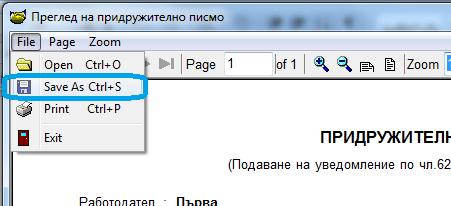 Преглед на придружително писмо
File Page Zoom
Open Ctrl+O
Page 1 of 1 Zoom
Save As Ctrl+S
Print Ctrl+P
Exit
ПРИДРУЖИТЕЛН
(Подаване на уведомление по чл.62
Работодател : Първа